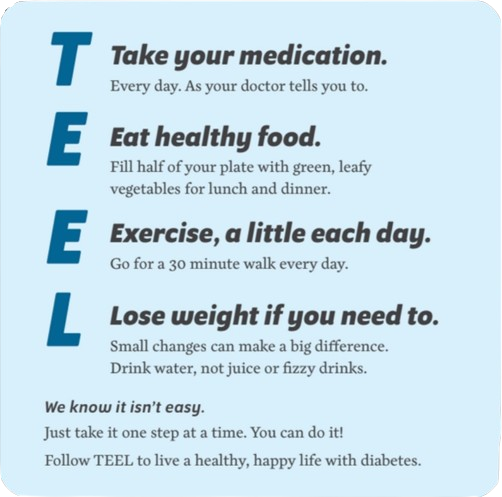 T Take your medication.
Every day. As your doctor tells you to.
E Eat healthy food.
Fill half of your plate with green, leafy
vegetables for lunch and dinner.
E Exercise, a little each day.
Go for a 30 minute walk every day.
L Lose weight if you need to.
Small changes can make a big difference.
Drink water, not juice or fizzy drinks.
We know it isn't easy.
Just take it one step at a time. You can do it!
Follow TEEL to live a healthy, happy life with diabetes.